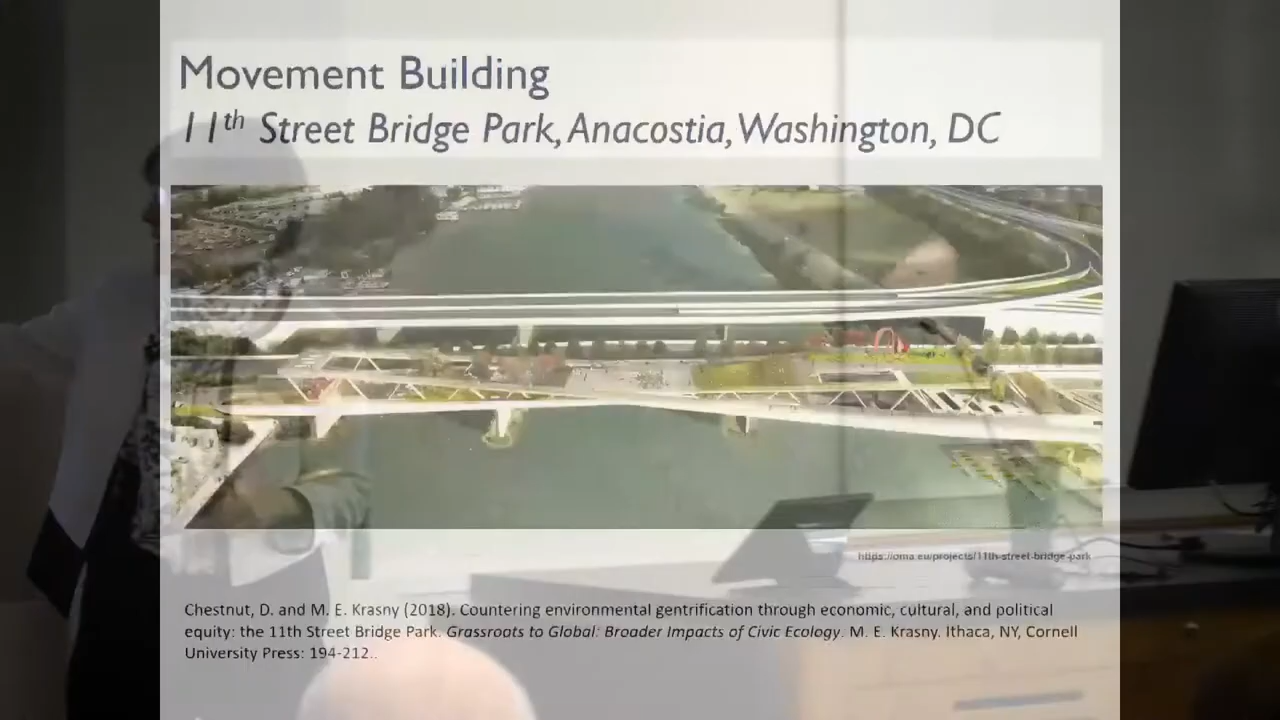 Movement Building
11th Street Bridge Park, Anacostia, Washington, DC
https://oma.eu/projects/11th-street-bridge-park
Chestnut, D. and M. E. Krasny (2018). Countering environmental gentrification through economic, cultural, and political
equity: the 11th Street Bridge Park. Grassroots to Global: Broader Impacts of Civic Ecology. M. E. Krasny. Ithaca, NY, Cornell
University Press: 194-212..